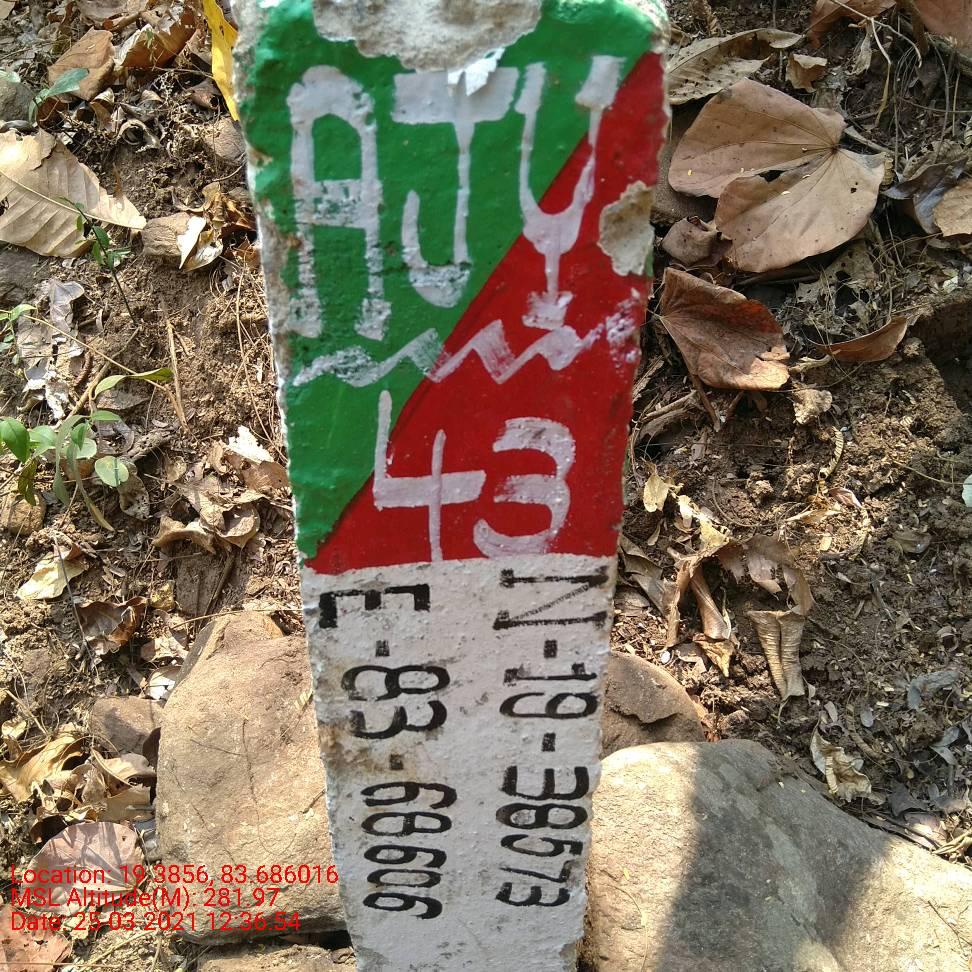 AJY
43
N-19-38573
E-83-68606
Location: 19.3856, 83.686016
MSL Altitude(M): 281.97
Date: 25-03-2021 12:36:54